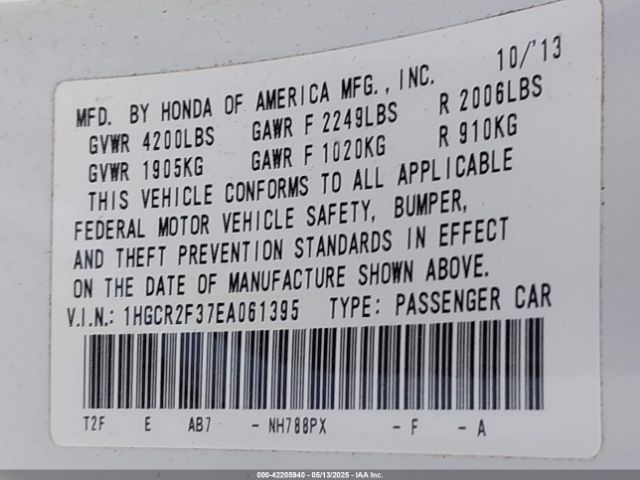 MFD. BY HONDA OF AMERICA MFG., INC. 10/'13
GVWR 4200LBS GAWR F 2249LBS R 2006LBS
GVWR 1905KG GAWR F 1020KG R 910KG
THIS VEHICLE CONFORMS TO ALL APPLICABLE
FEDERAL MOTOR VEHICLE SAFETY, BUMPER,
AND THEFT PREVENTION STANDARDS IN EFFECT
ON THE DATE OF MANUFACTURE SHOWN ABOVE.
V.I.N.: 1HGCR2F37EA061395 TYPE: PASSENGER CAR
T2F E AB7 - NH788PX - F - A
000-42205940 - 05/13/2025 - IAA Inc.